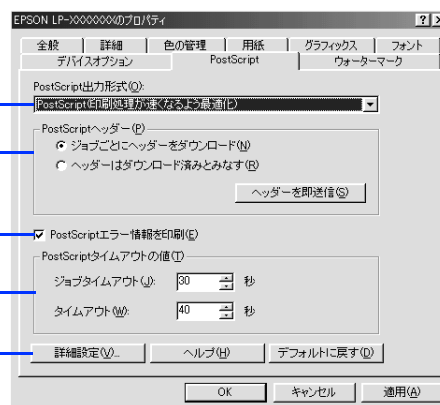 EPSON LP-XXXXXXXのプロパティ
全般 詳細 色の管理 用紙 グラフィックス フォント
デバイスオプション PostScript ウォーターマーク
PostScript出力形式(O):
PostScript(印刷処理が速くなるよう最適化)
PostScriptヘッダー(P)
ジョブごとにヘッダーをダウンロード(N)
ヘッダーはダウンロード済みとみなす(R)
ヘッダーを即送信(S)
PostScriptエラー情報を印刷(E)
PostScriptタイムアウトの値(T)
ジョブタイムアウト(J): 30 秒
タイムアウト(W): 40 秒
詳細設定(V)... ヘルプ(H) デフォルトに戻す(D)
OK キャンセル 適用(A)